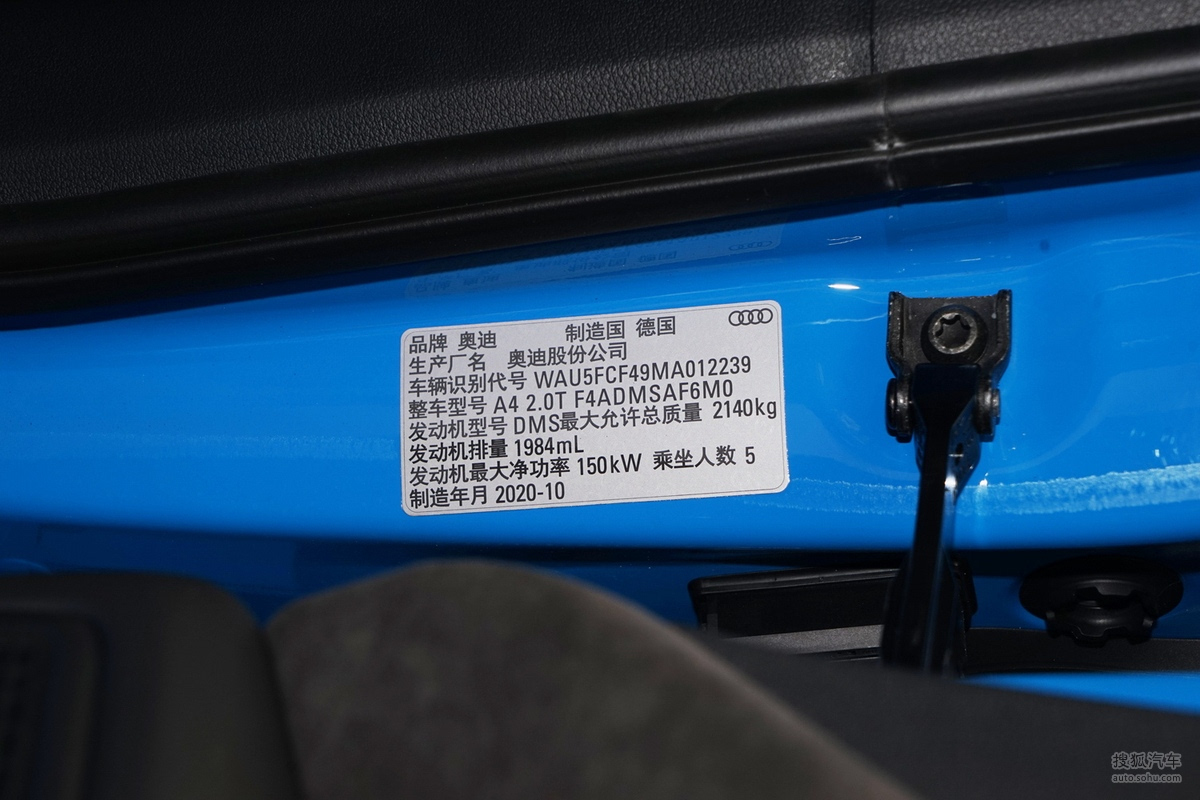 品牌 奥迪 制造国 德国
生产厂名 奥迪股份公司
车辆识别代号 WAU5FCF49MA012239
整车型号 A4 2.0T F4ADMSAF6M0
发动机型号 DMS最大允许总质量 2140kg
发动机排量 1984mL
发动机最大净功率 150kW 乘坐人数 5
制造年月 2020-10
搜狐汽车
auto.sohu.com